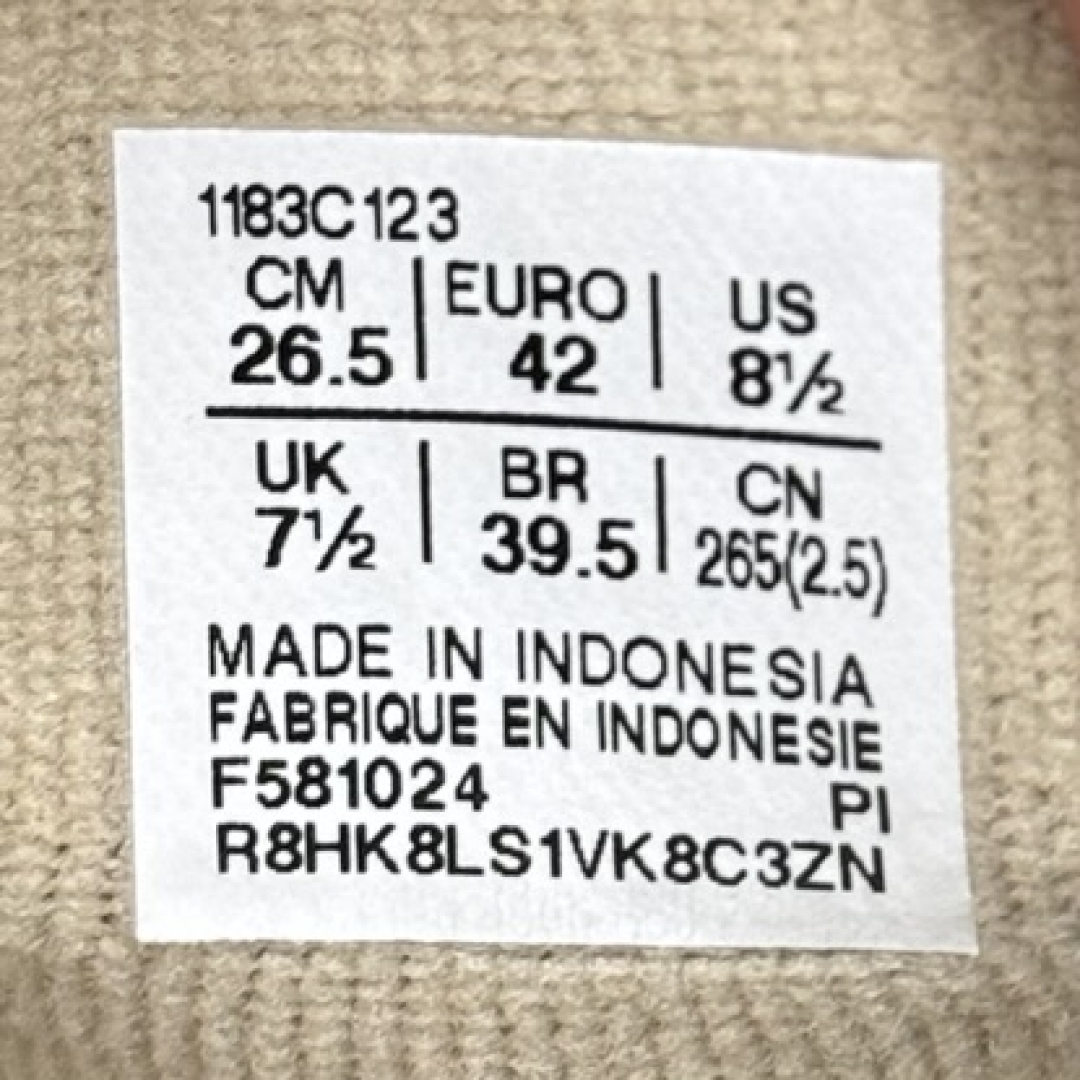 1183C123
CM | EURO | US
26.5 | 42 | 8½
UK | BR | CN
7½ | 39.5 | 265(2.5)
MADE IN INDONESIA
FABRIQUE EN INDONESIE
F581024 PI
R8HK8LS1VK8C3ZN